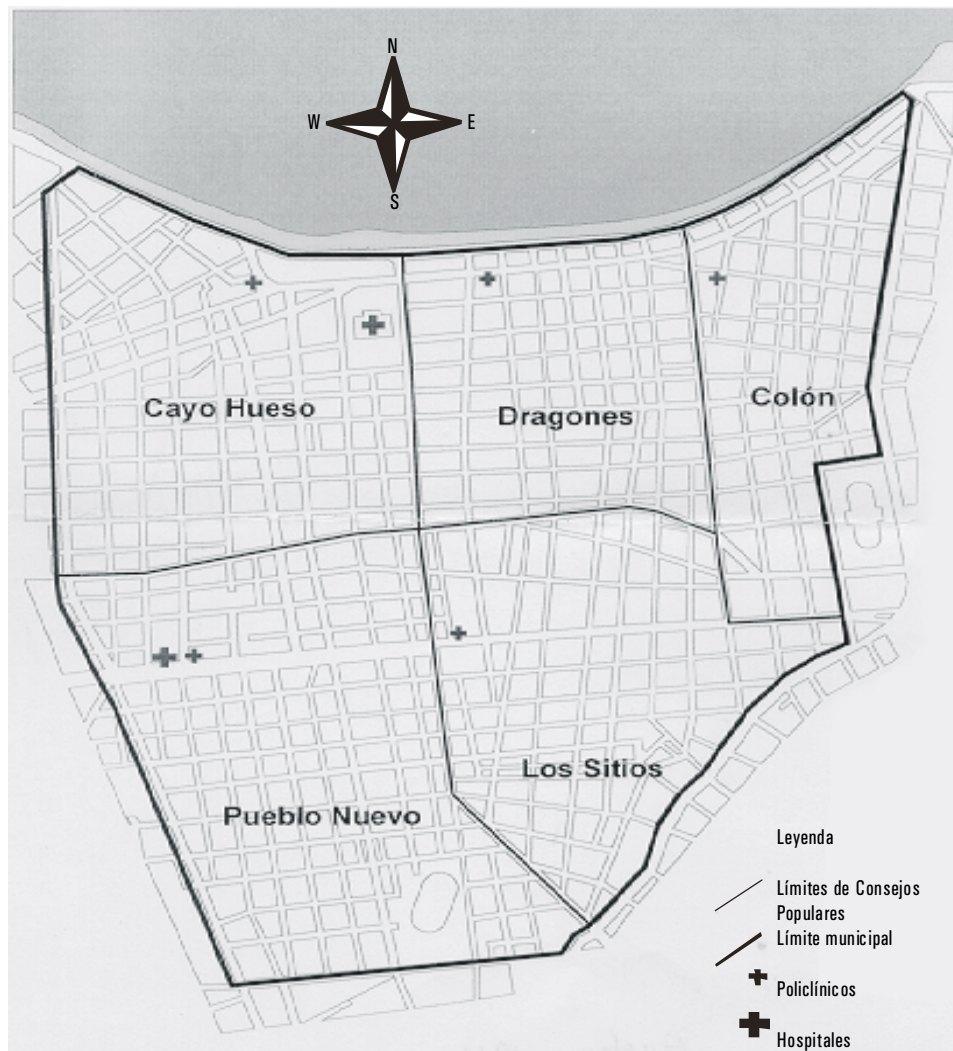 N
W
E
S
Cayo Hueso
Dragones
Colón
Los Sitios
Pueblo Nuevo
Leyenda
Límites de Consejos
Populares
Límite municipal
Policlínicos
Hospitales